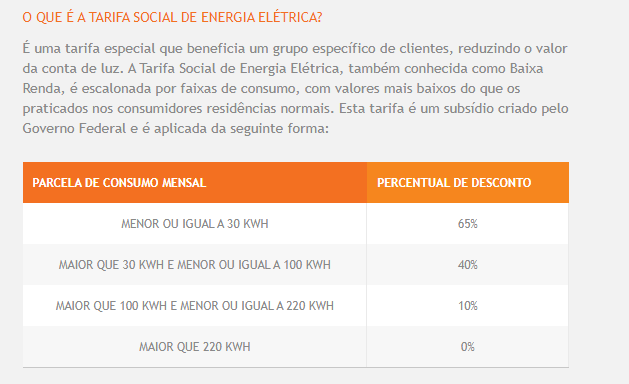 O QUE É A TARIFA SOCIAL DE ENERGIA ELÉTRICA?
É uma tarifa especial que beneficia um grupo específico de clientes, reduzindo o valor
da conta de luz. A Tarifa Social de Energia Elétrica, também conhecida como Baixa
Renda, é escalonada por faixas de consumo, com valores mais baixos do que os
praticados nos consumidores residências normais. Esta tarifa é um subsídio criado pelo
Governo Federal e é aplicada da seguinte forma:
PARCELA DE CONSUMO MENSAL PERCENTUAL DE DESCONTO
MENOR OU IGUAL A 30 KWH 65%
MAIOR QUE 30 KWH E MENOR OU IGUAL A 100 KWH 40%
MAIOR QUE 100 KWH E MENOR OU IGUAL A 220 KWH 10%
MAIOR QUE 220 KWH 0%